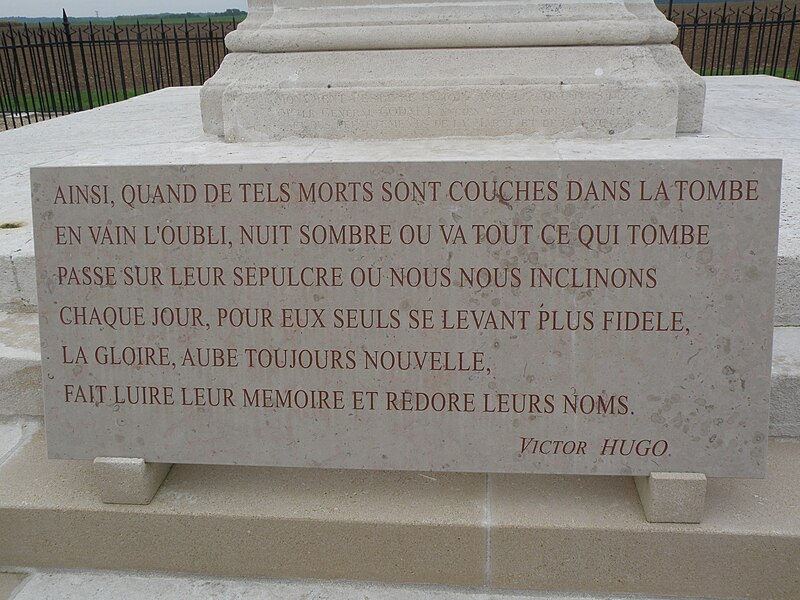 AINSI, QUAND DE TELS MORTS SONT COUCHES DANS LA TOMBE
EN VAIN L'OUBLI, NUIT SOMBRE OU VA TOUT CE QUI TOMBE
PASSE SUR LEUR SEPULCRE OU NOUS NOUS INCLINONS
CHAQUE JOUR, POUR EUX SEULS SE LEVANT PLUS FIDELE,
LA GLOIRE, AUBE TOUJOURS NOUVELLE,
FAIT LUIRE LEUR MEMOIRE ET REDORE LEURS NOMS.
VICTOR HUGO.